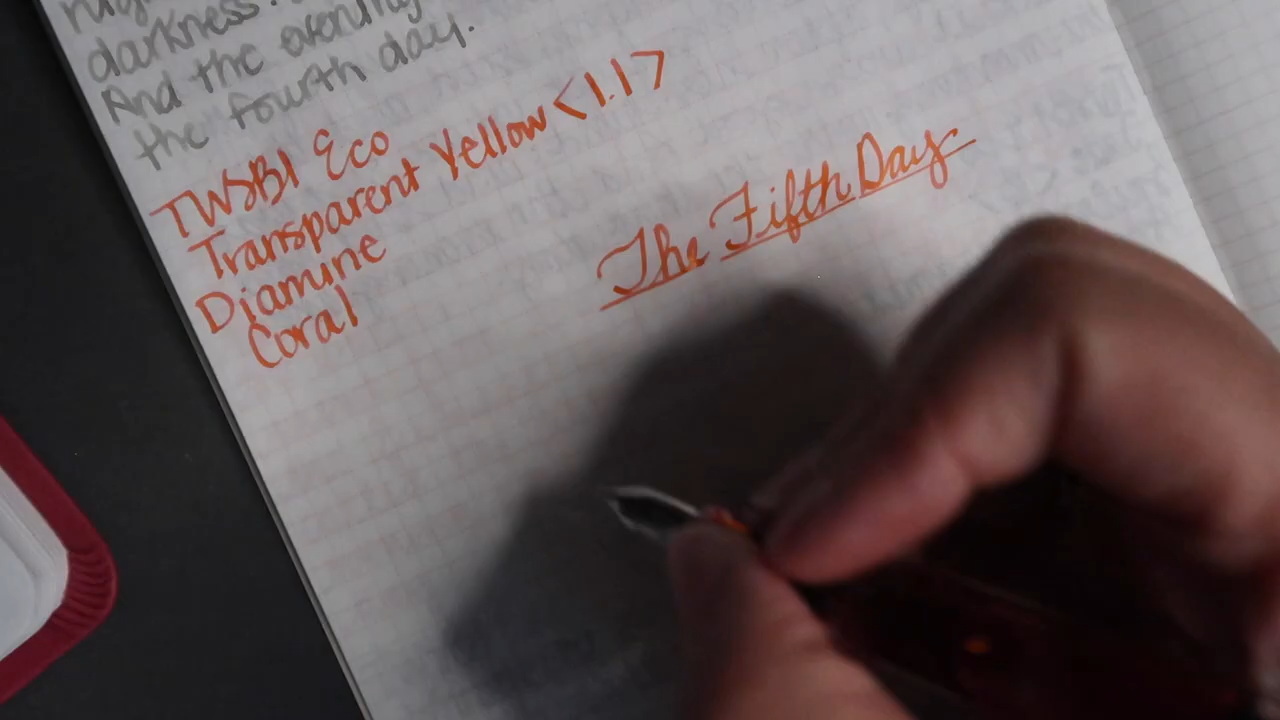 darkness.
And the evening
the fourth day.
TWSBI Eco
Transparent Yellow <1.1>
Diamine
Coral
The Fifth Day